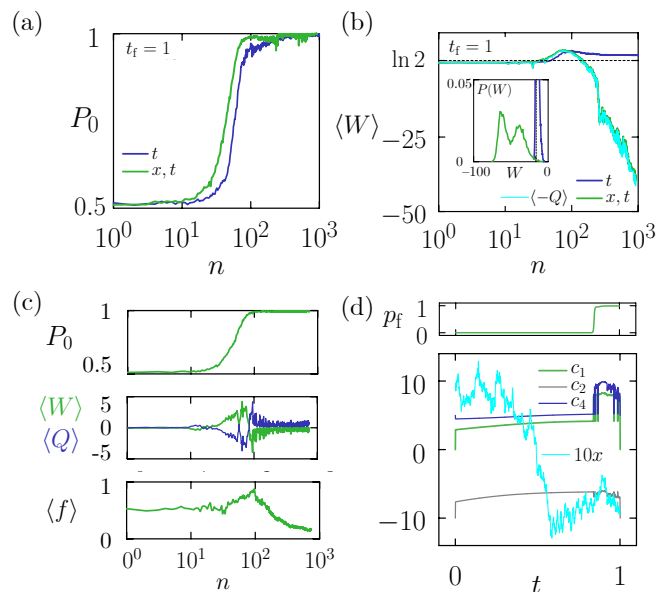 (a)
1
t_f = 1
P_0
t
x, t
0.5
10^0 10^1 10^2 10^3
n
(b)
t_f = 1
ln 2
⟨W⟩
0.05
P(W)
0
−100 W 0
−25
⟨−Q⟩
t
x, t
−50
10^0 10^1 10^2 10^3
n
(c)
1
P_0
0.5
⟨W⟩
⟨Q⟩
5
0
-5
⟨f⟩
1
0
10^0 10^1 10^2 10^3
n
(d)
p_f
1
0
10
0
−10
c_1
c_2
c_4
10x
0 t 1